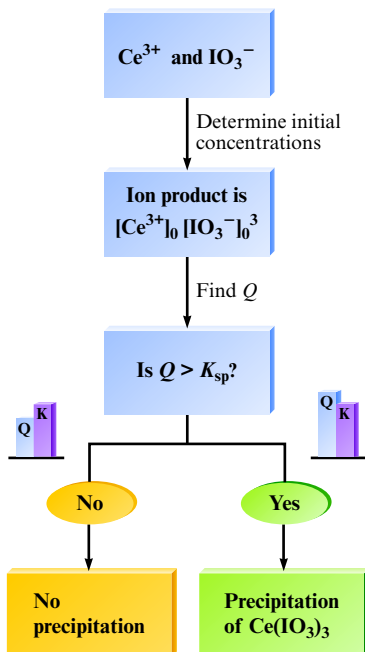 Ce³⁺ and IO₃⁻
Determine initial
concentrations
Ion product is
[Ce³⁺]₀ [IO₃⁻]₀³
Find Q
Is Q > Kₛₚ?
Q K
Q K
No
Yes
No
precipitation
Precipitation
of Ce(IO₃)₃